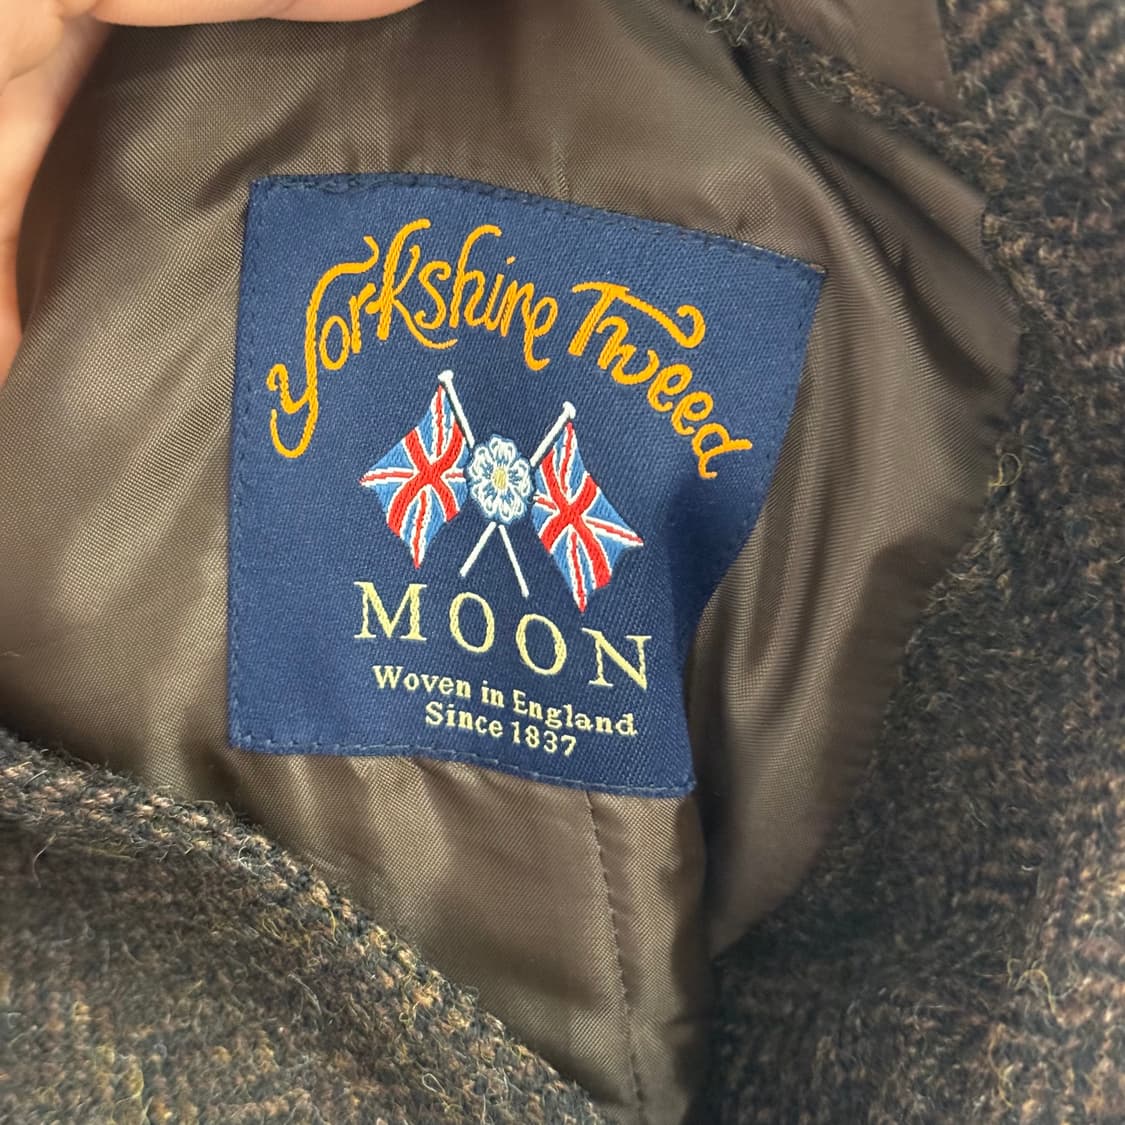 Yorkshire Tweed
MOON
Woven in England
Since 1837